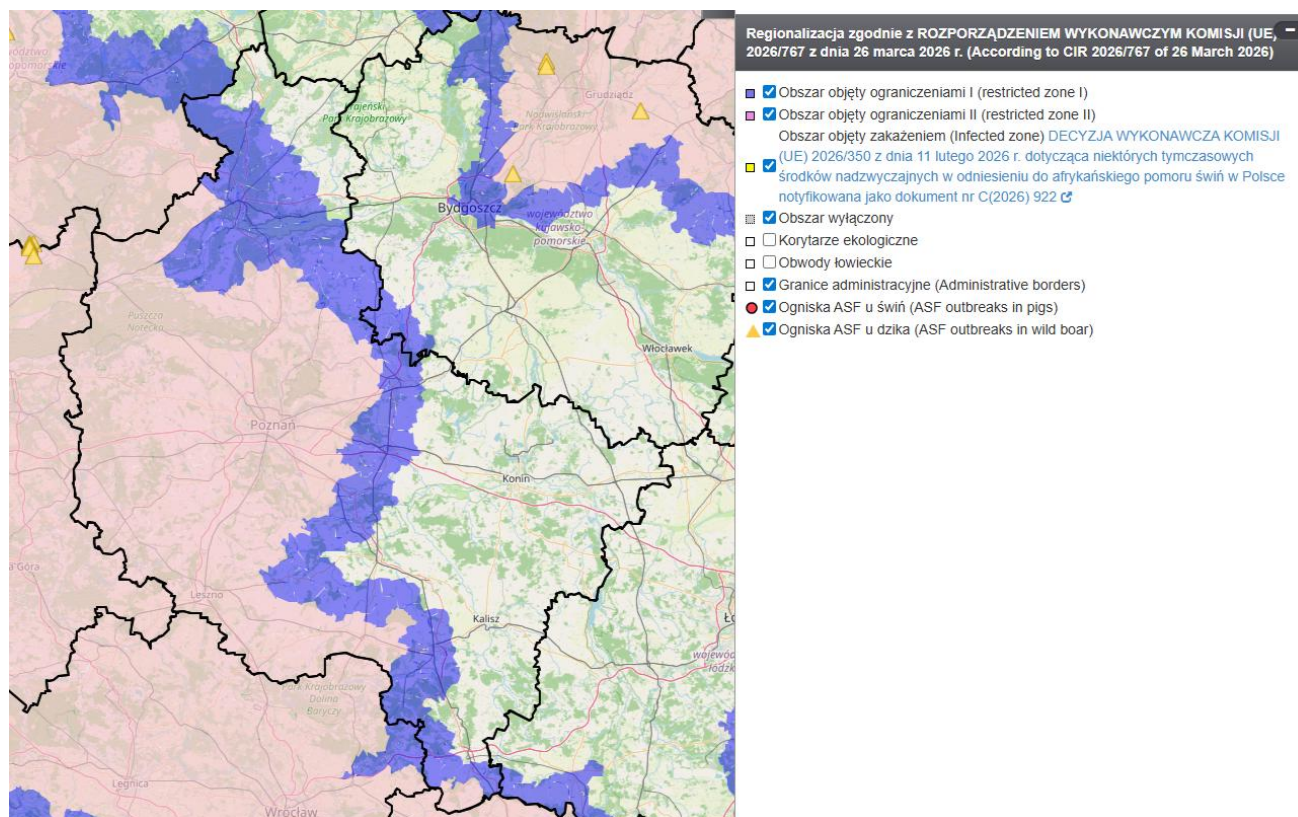 Regionalizacja zgodnie z ROZPORZĄDZENIEM WYKONAWCZYM KOMISJI (UE)
2026/767 z dnia 26 marca 2026 r. (According to CIR 2026/767 of 26 March 2026)
Obszar objęty ograniczeniami I (restricted zone I)
Obszar objęty ograniczeniami II (restricted zone II)
Obszar objęty zakażeniem (Infected zone) DECYZJA WYKONAWCZA KOMISJI
(UE) 2026/350 z dnia 11 lutego 2026 r. dotycząca niektórych tymczasowych
środków nadzwyczajnych w odniesieniu do afrykańskiego pomoru świń w Polsce
notyfikowana jako dokument nr C(2026) 922
Obszar wyłączony
Korytarze ekologiczne
Obwody łowieckie
Granice administracyjne (Administrative borders)
Ogniska ASF u świń (ASF outbreaks in pigs)
Ogniska ASF u dzika (ASF outbreaks in wild boar)
Grudziądz
Krajeński
Park Krajobrazowy
Nadwiślański
Park Krajobrazowy
Bydgoszcz
województwo
kujawsko-
pomorskie
Puszcza
Notecka
Włocławek
Poznań
Konin
a Góra
Leszno
Kalisz
Park Krajobrazowy
Dolina
Baryczy
Legnica
Wrocław